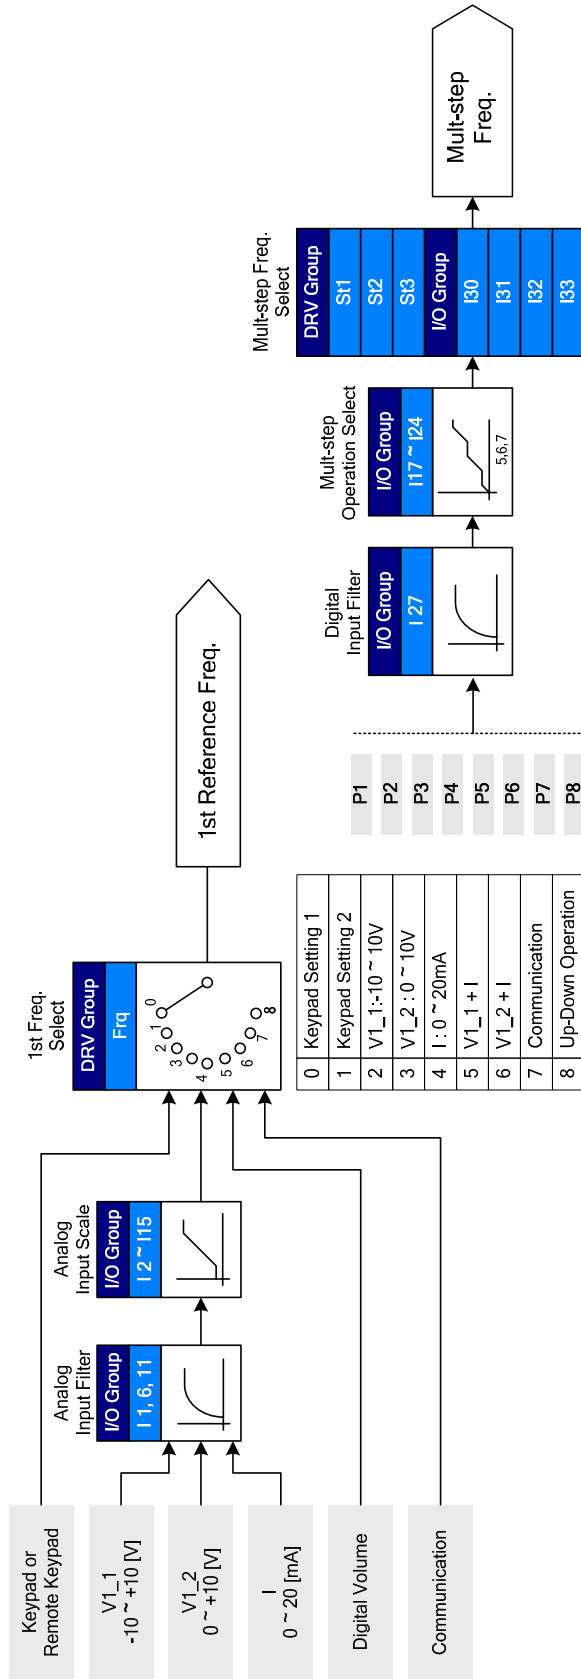 Keypad or
Remote Keypad
V1_1
-10 ~ +10 [V]
V1_2
0 ~ +10 [V]
I
0 ~ 20 [mA]
Digital Volume
Communication
Analog
Input Filter
I/O Group
I 1, 6, 11
Analog
Input Scale
I/O Group
I 2 ~ I15
1st Freq.
Select
DRV Group
Frq
0
1
2
3
4
5
6
7
8
1st Reference Freq.
0 Keypad Setting 1
1 Keypad Setting 2
2 V1_1:-10 ~ 10V
3 V1_2 : 0 ~ 10V
4 I : 0 ~ 20mA
5 V1_1 + I
6 V1_2 + I
7 Communication
8 Up-Down Operation
P1
P2
P3
P4
P5
P6
P7
P8
Digital
Input Filter
I/O Group
I 27
Mult-step
Operation Select
I/O Group
I17 ~ I24
5,6,7
Mult-step Freq.
Select
DRV Group
St1
St2
St3
I/O Group
I30
I31
I32
I33
Mult-step
Freq.